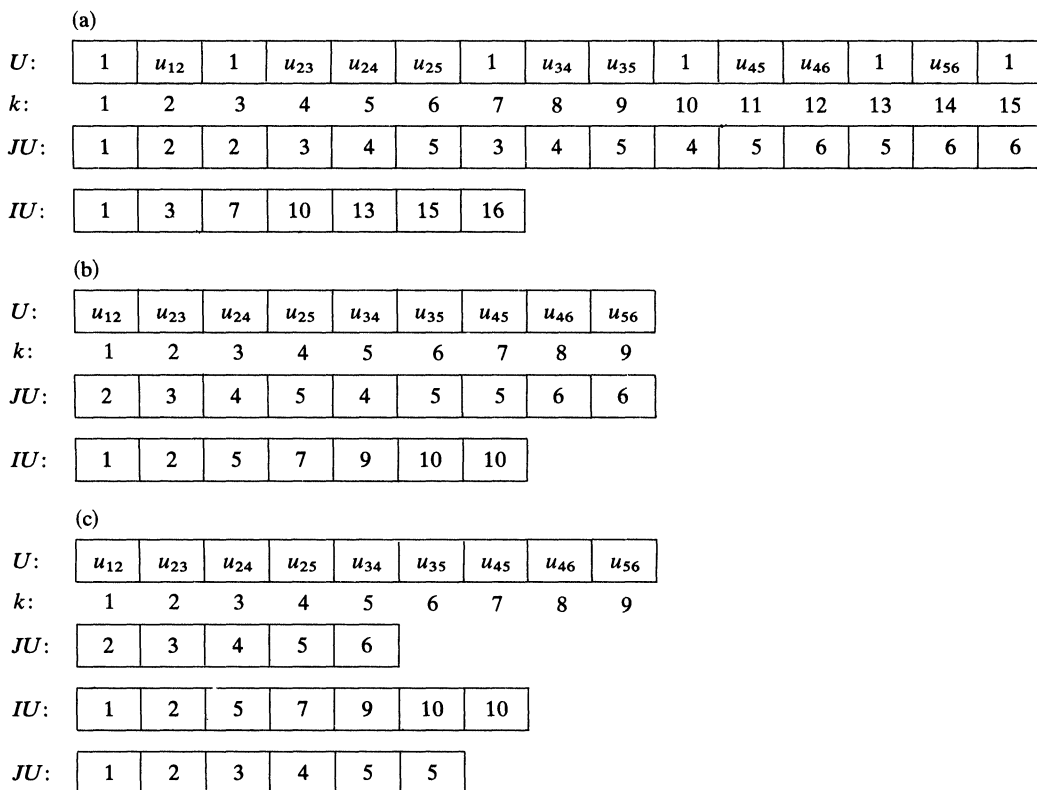 (a)
U: 1 u₁₂ 1 u₂₃ u₂₄ u₂₅ 1 u₃₄ u₃₅ 1 u₄₅ u₄₆ 1 u₅₆ 1
k: 1 2 3 4 5 6 7 8 9 10 11 12 13 14 15
JU: 1 2 2 3 4 5 3 4 5 4 5 6 5 6 6
IU: 1 3 7 10 13 15 16
(b)
U: u₁₂ u₂₃ u₂₄ u₂₅ u₃₄ u₃₅ u₄₅ u₄₆ u₅₆
k: 1 2 3 4 5 6 7 8 9
JU: 2 3 4 5 4 5 5 6 6
IU: 1 2 5 7 9 10 10
(c)
U: u₁₂ u₂₃ u₂₄ u₂₅ u₃₄ u₃₅ u₄₅ u₄₆ u₅₆
k: 1 2 3 4 5 6 7 8 9
JU: 2 3 4 5 6
IU: 1 2 5 7 9 10 10
JU: 1 2 3 4 5 5